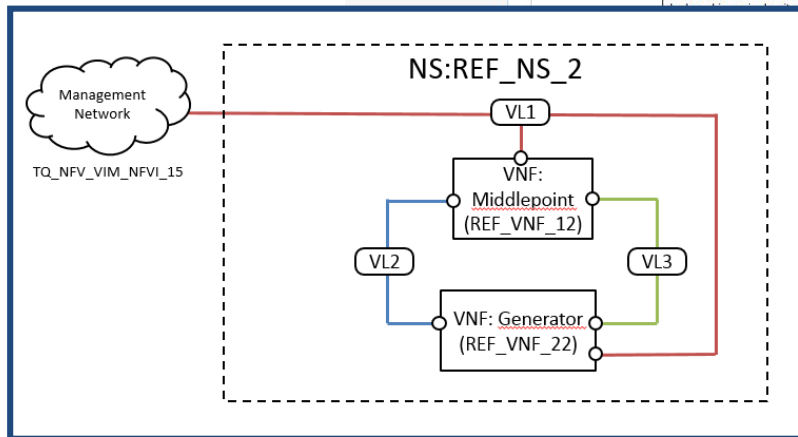 NS:REF_NS_2
Management
Network
TQ_NFV_VIM_NFVI_15
VL1
VNF:
Middlepoint
(REF_VNF_12)
VL2
VL3
VNF: Generator
(REF_VNF_22)